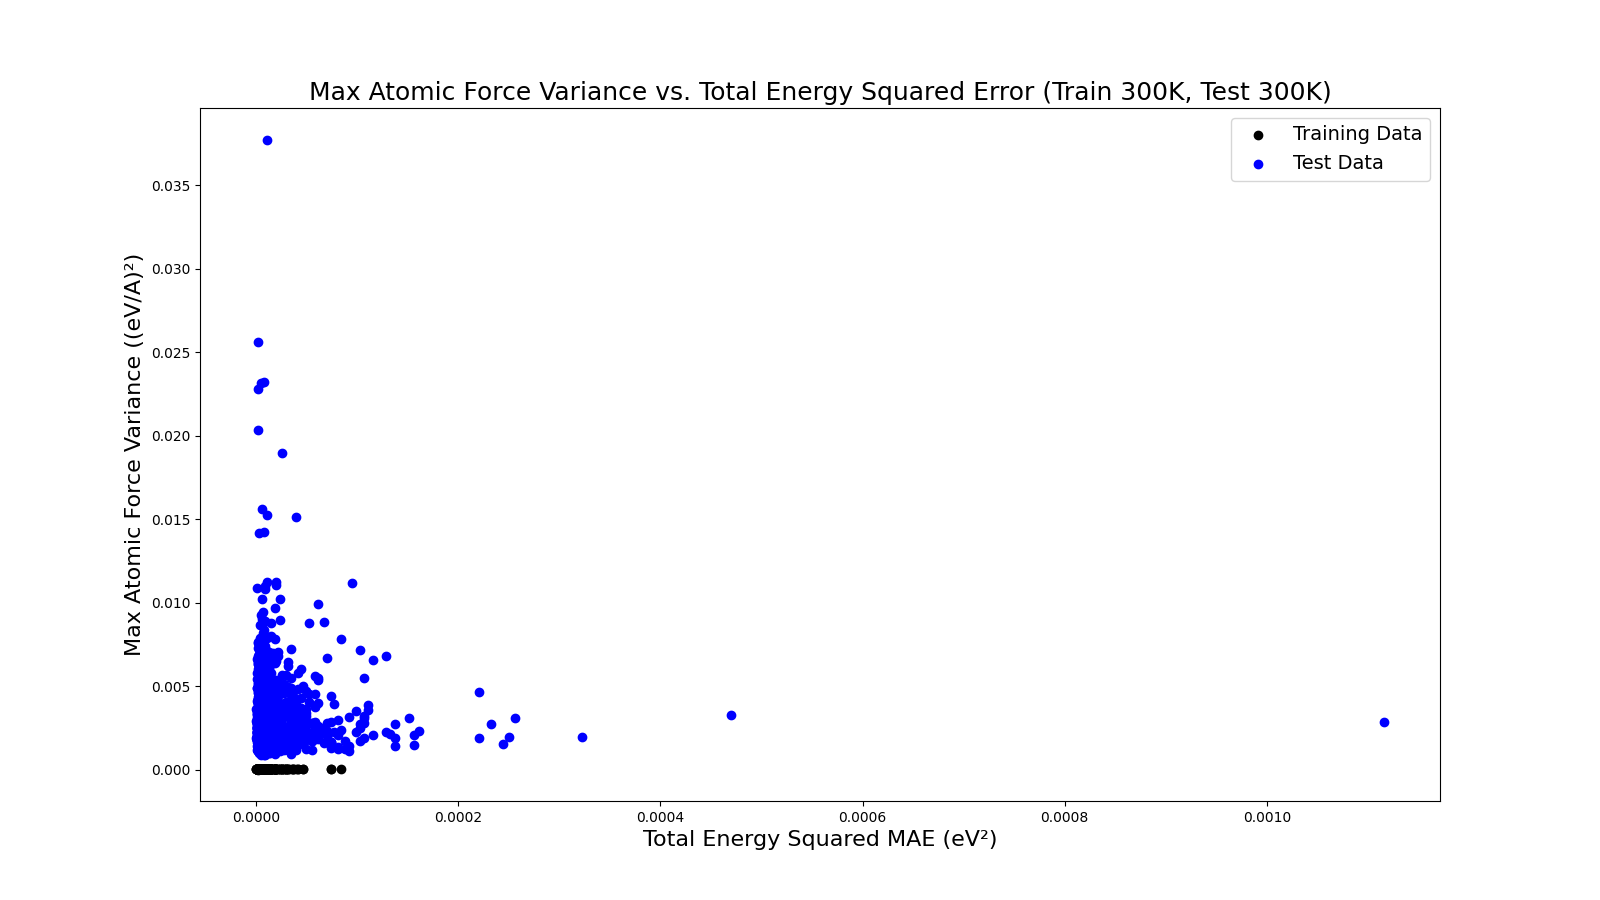 Max Atomic Force Variance vs. Total Energy Squared Error (Train 300K, Test 300K)
Training Data
Test Data
Max Atomic Force Variance ((eV/A)²)
0.035
0.030
0.025
0.020
0.015
0.010
0.005
0.000
0.0000 0.0002 0.0004 0.0006 0.0008 0.0010
Total Energy Squared MAE (eV²)